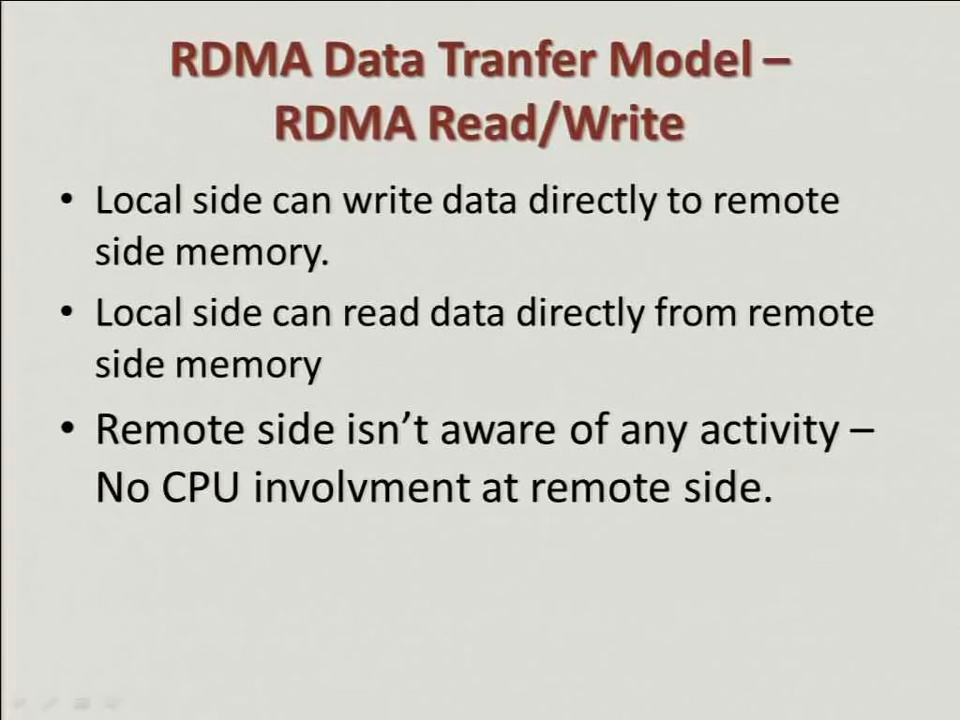 RDMA Data Tranfer Model –
RDMA Read/Write
• Local side can write data directly to remote
side memory.
• Local side can read data directly from remote
side memory
• Remote side isn’t aware of any activity –
No CPU involvment at remote side.